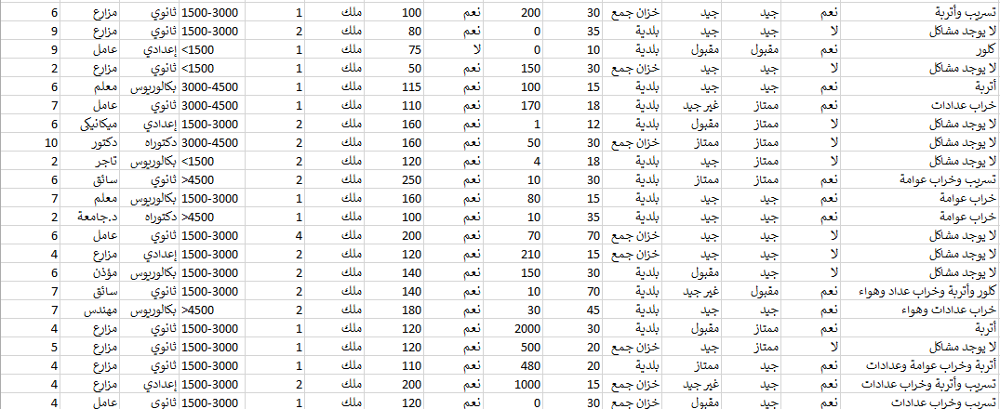 6 مزارع ثانوي 1500-3000 1 ملك 100 نعم 200 30 خزان جمع جيد جيد نعم تسريب وأتربة
9 مزارع ثانوي 1500-3000 2 ملك 80 نعم 0 35 بلدية جيد جيد لا لا يوجد مشاكل
9 عامل إعدادي <1500 1 ملك 75 لا 0 10 بلدية مقبول مقبول نعم كلور
2 مزارع ثانوي <1500 1 ملك 50 نعم 150 30 خزان جمع جيد جيد لا لا يوجد مشاكل
6 معلم بكالوريوس 3000-4500 1 ملك 115 نعم 100 15 بلدية جيد جيد نعم أتربة
7 عامل ثانوي 3000-4500 1 ملك 110 نعم 170 18 بلدية غير جيد ممتاز نعم خراب عدادات
6 ميكانيكي إعدادي 1500-3000 2 ملك 160 نعم 1 12 بلدية مقبول ممتاز لا لا يوجد مشاكل
10 دكتور دكتوراه 3000-4500 2 ملك 160 نعم 50 30 خزان جمع ممتاز ممتاز لا لا يوجد مشاكل
2 تاجر بكالوريوس <1500 2 ملك 120 نعم 4 18 بلدية جيد ممتاز لا لا يوجد مشاكل
6 سائق ثانوي >4500 2 ملك 250 نعم 10 30 بلدية ممتاز ممتاز نعم تسريب وخراب عوامة
7 معلم بكالوريوس 1500-3000 1 ملك 160 نعم 80 15 بلدية جيد جيد نعم خراب عوامة
2 د.جامعة دكتوراه >4500 1 ملك 100 نعم 10 35 بلدية جيد جيد نعم خراب عوامة
6 عامل ثانوي 1500-3000 4 ملك 200 نعم 70 70 خزان جمع جيد جيد لا لا يوجد مشاكل
4 مزارع إعدادي 1500-3000 2 ملك 120 نعم 210 15 خزان جمع جيد جيد لا لا يوجد مشاكل
6 مؤذن بكالوريوس 1500-3000 2 ملك 140 نعم 150 30 بلدية مقبول جيد لا لا يوجد مشاكل
7 سائق ثانوي 1500-3000 2 ملك 140 نعم 10 70 بلدية غير جيد مقبول نعم كلور وأتربة وخراب عداد وهواء
7 مهندس بكالوريوس >4500 2 ملك 180 نعم 30 45 بلدية جيد جيد نعم خراب عدادات وهواء
4 مزارع ثانوي 1500-3000 1 ملك 120 نعم 2000 30 بلدية مقبول ممتاز نعم أتربة
5 مزارع ثانوي 1500-3000 1 ملك 120 نعم 500 20 خزان جمع جيد ممتاز لا لا يوجد مشاكل
4 مزارع ثانوي 1500-3000 1 ملك 110 نعم 480 20 بلدية ممتاز جيد نعم أتربة وخراب عوامة وعدادات
4 مزارع إعدادي 1500-3000 2 ملك 200 نعم 1000 15 خزان جمع غير جيد جيد نعم تسريب وأتربة وخراب عدادات
4 عامل ثانوي 1500-3000 1 ملك 120 نعم 0 30 خزان جمع مقبول جيد نعم تسريب وخراب عدادات